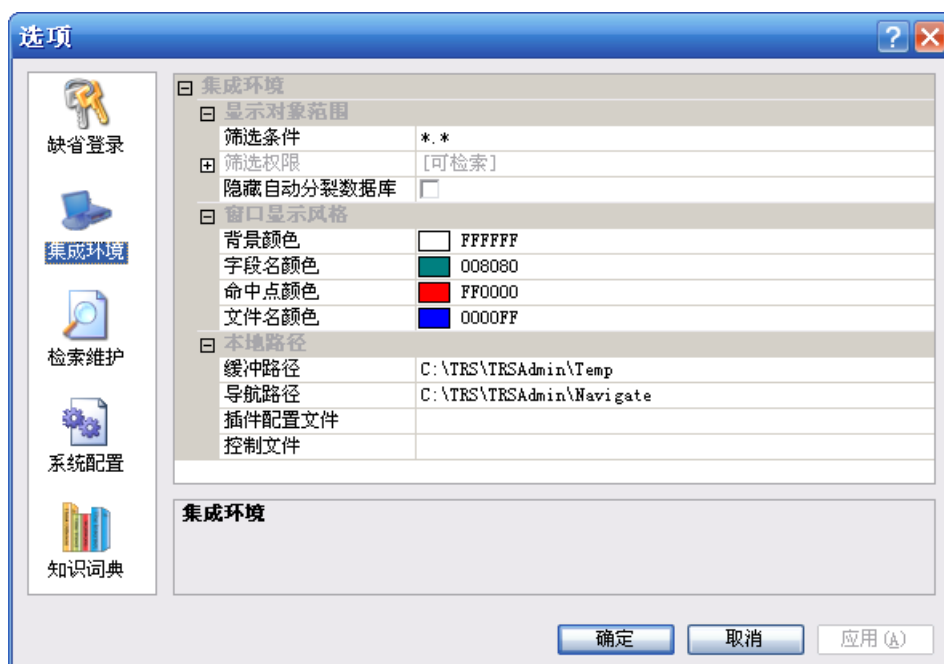 选项
缺省登录
集成环境
检索维护
系统配置
知识词典
集成环境
显示对象范围
筛选条件 *.*
筛选权限 [可检索]
隐藏自动分裂数据库
窗口显示风格
背景颜色 FFFFFF
字段名颜色 008080
命中点颜色 FF0000
文件名颜色 0000FF
本地路径
缓冲路径 C:\TRS\TRSAdmin\Temp
导航路径 C:\TRS\TRSAdmin\Navigate
插件配置文件
控制文件
集成环境
确定 取消 应用(A)